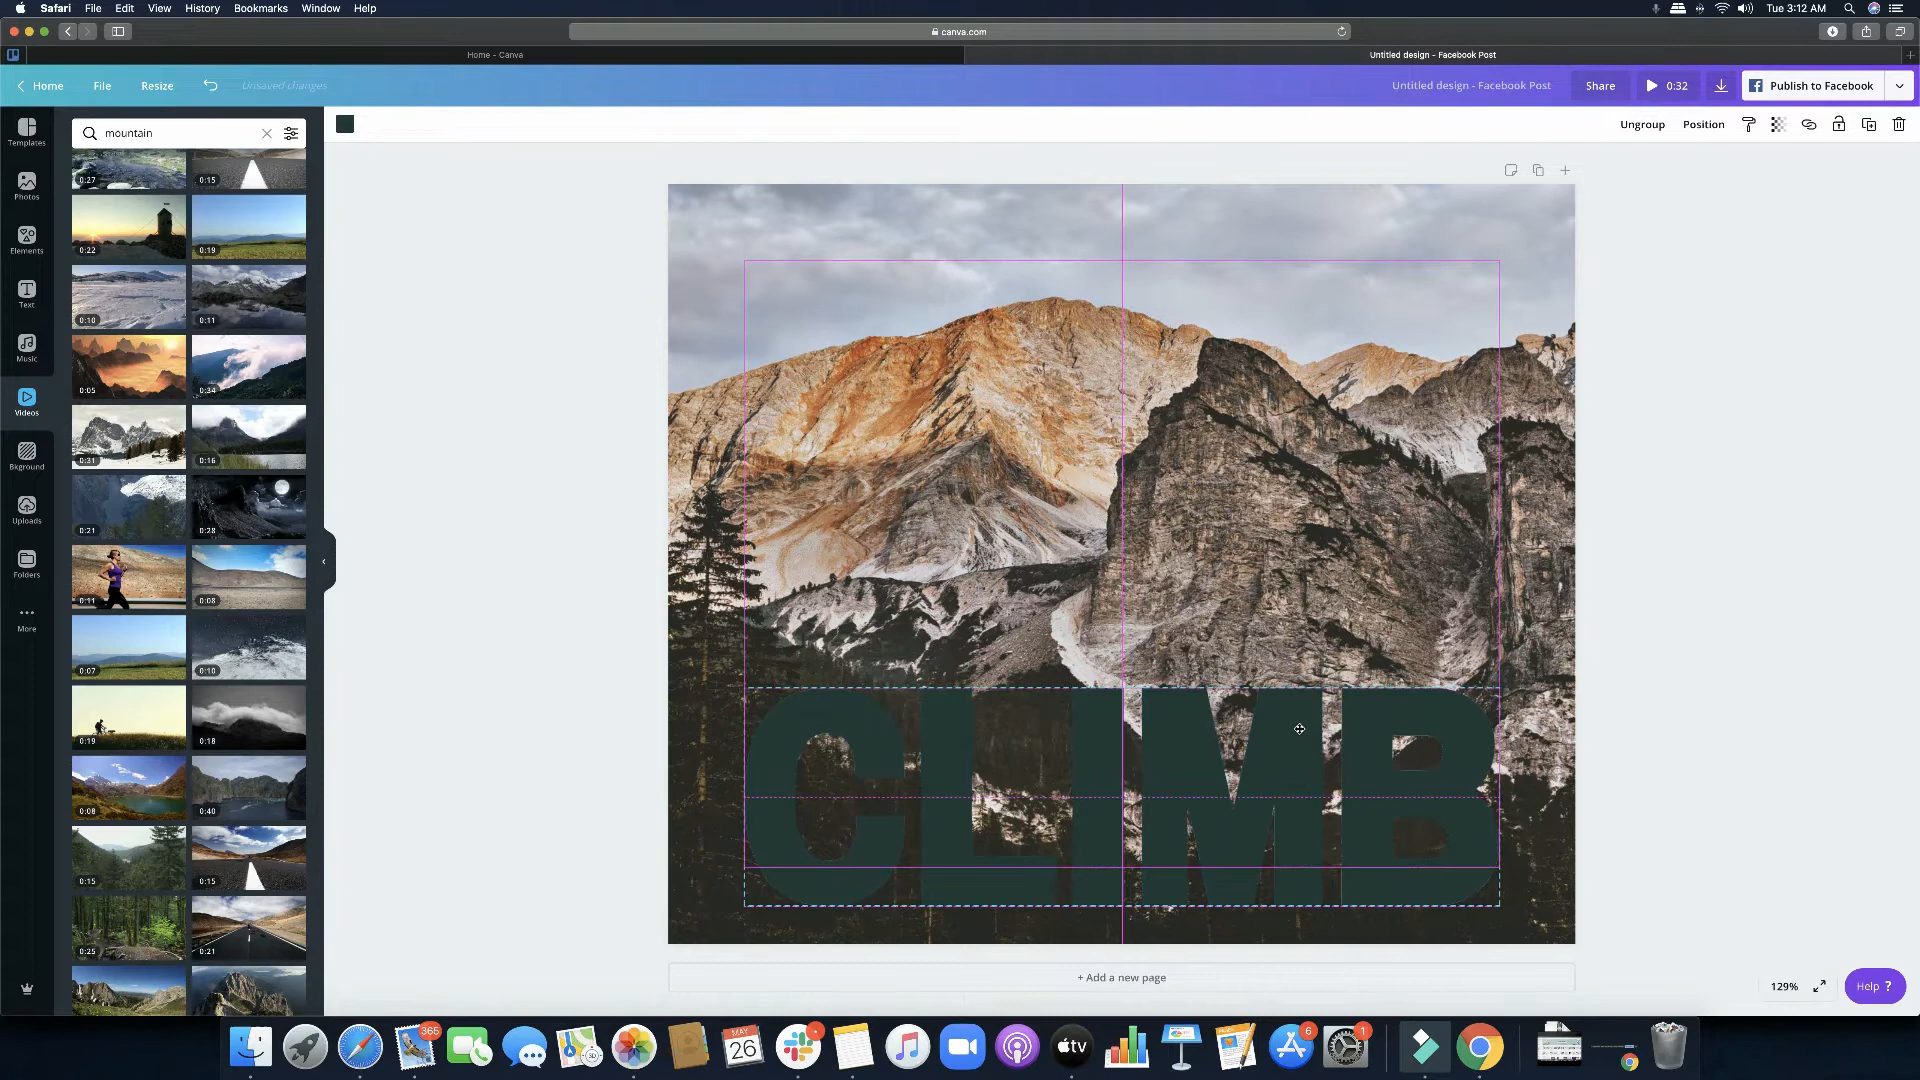 Safari File Edit View History Bookmarks Window Help Tue 3:12 AM
canva.com
Home - Canva Untitled design - Facebook Post
Home File Resize Unsaved changes Untitled design - Facebook Post Share 0:32 Publish to Facebook
mountain
Ungroup Position
Templates
Photos
Elements
Text
Music
Videos
Bkground
Uploads
Folders
More
0:27 0:15
0:22 0:19
0:10 0:11
0:05 0:34
0:31 0:16
0:21 0:28
0:11 0:08
0:07 0:10
0:19 0:18
0:08 0:40
0:15 0:15
0:25 0:21
CLIMB
+ Add a new page
129% Help ?
365
MAY
26
tv
6
1
3D